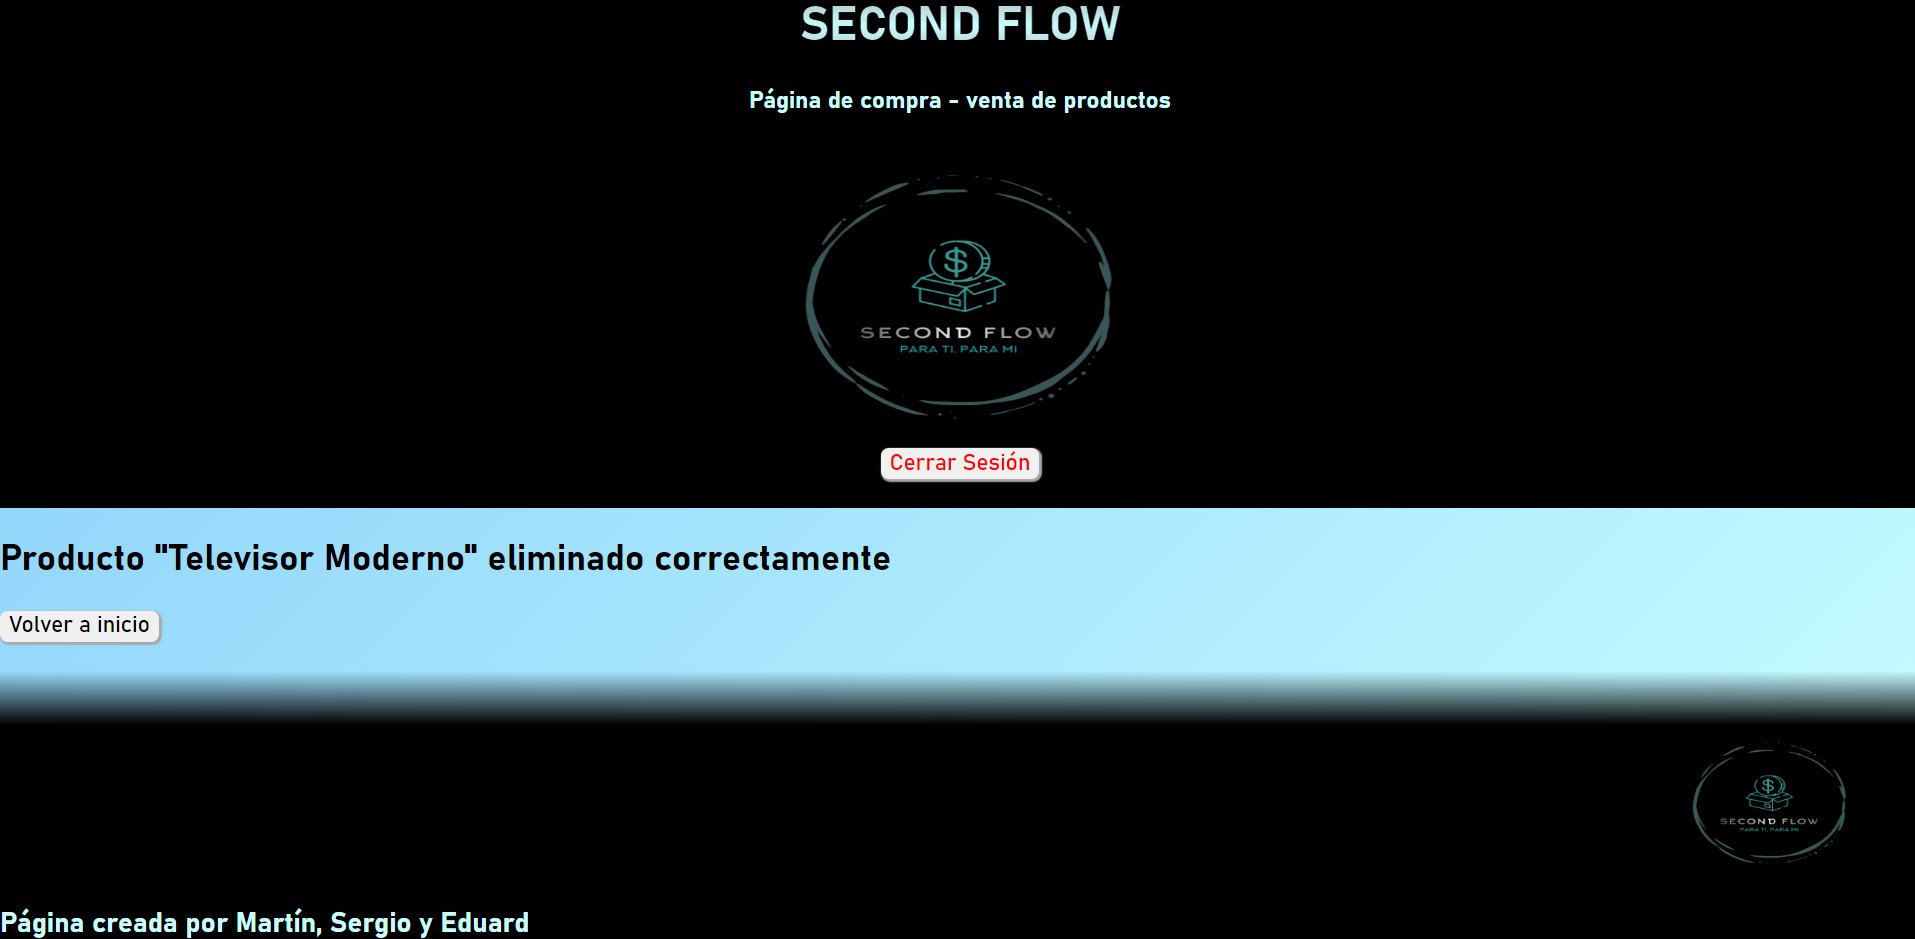 SECOND FLOW
Página de compra - venta de productos
SECOND FLOW
PARA TI, PARA MI
Cerrar Sesión
Producto "Televisor Moderno" eliminado correctamente
Volver a inicio
SECOND FLOW
PARA TI, PARA MI
Página creada por Martín, Sergio y Eduard